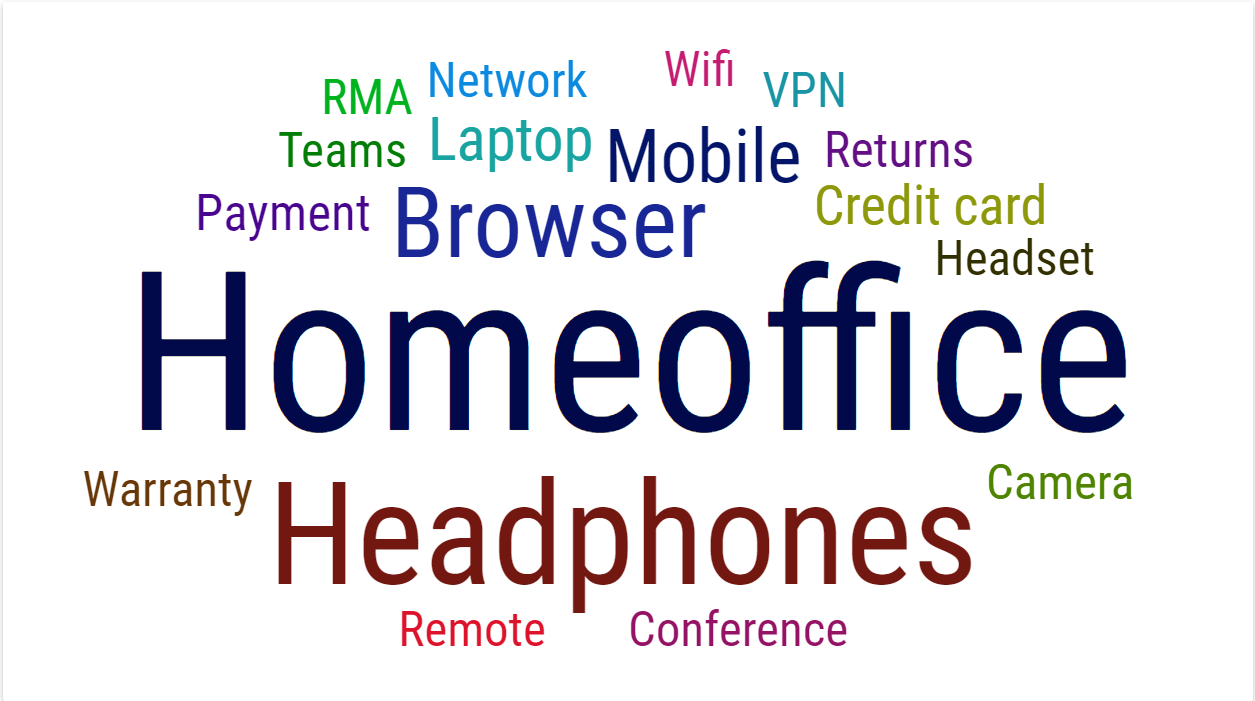 Wifi
Network
VPN
RMA
Laptop
Teams
Mobile
Returns
Payment
Browser
Credit card
Headset
Homeoffice
Warranty
Headphones
Camera
Remote
Conference